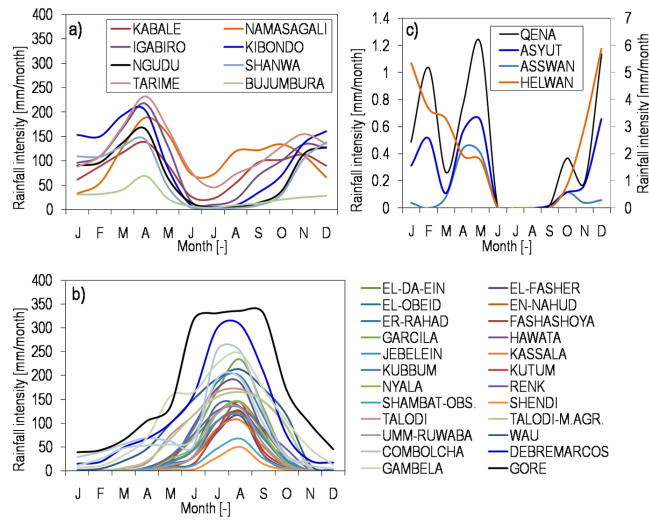 a)
400
350
300
250
200
150
100
50
0
Rainfall intensity [mm/month]
KABALE NAMASAGALI
IGABIRO KIBONDO
NGUDU SHANWA
TARIME BUJUMBURA
J F M A M J J A S O N D
Month [-]
c)
1.4
1.2
1
0.8
0.6
0.4
0.2
0
Rainfall intensity [mm/month]
QENA
ASYUT
ASSWAN
HELWAN
7
6
5
4
3
2
1
0
Rainfall intensity [mm/month]
J F M A M J J A S O N D
Month [-]
b)
400
350
300
250
200
150
100
50
0
Rainfall intensity [mm/month]
J F M A M J J A S O N D
Month [-]
EL-DA-EIN EL-FASHER
EL-OBEID EN-NAHUD
ER-RAHAD FASHASHOYA
GARCILA HAWATA
JEBELEIN KASSALA
KUBBUM KUTUM
NYALA RENK
SHAMBAT-OBS. SHENDI
TALODI TALODI-M.AGR.
UMM-RUWABA WAU
COMBOLCHA DEBREMARCOS
GAMBELA GORE